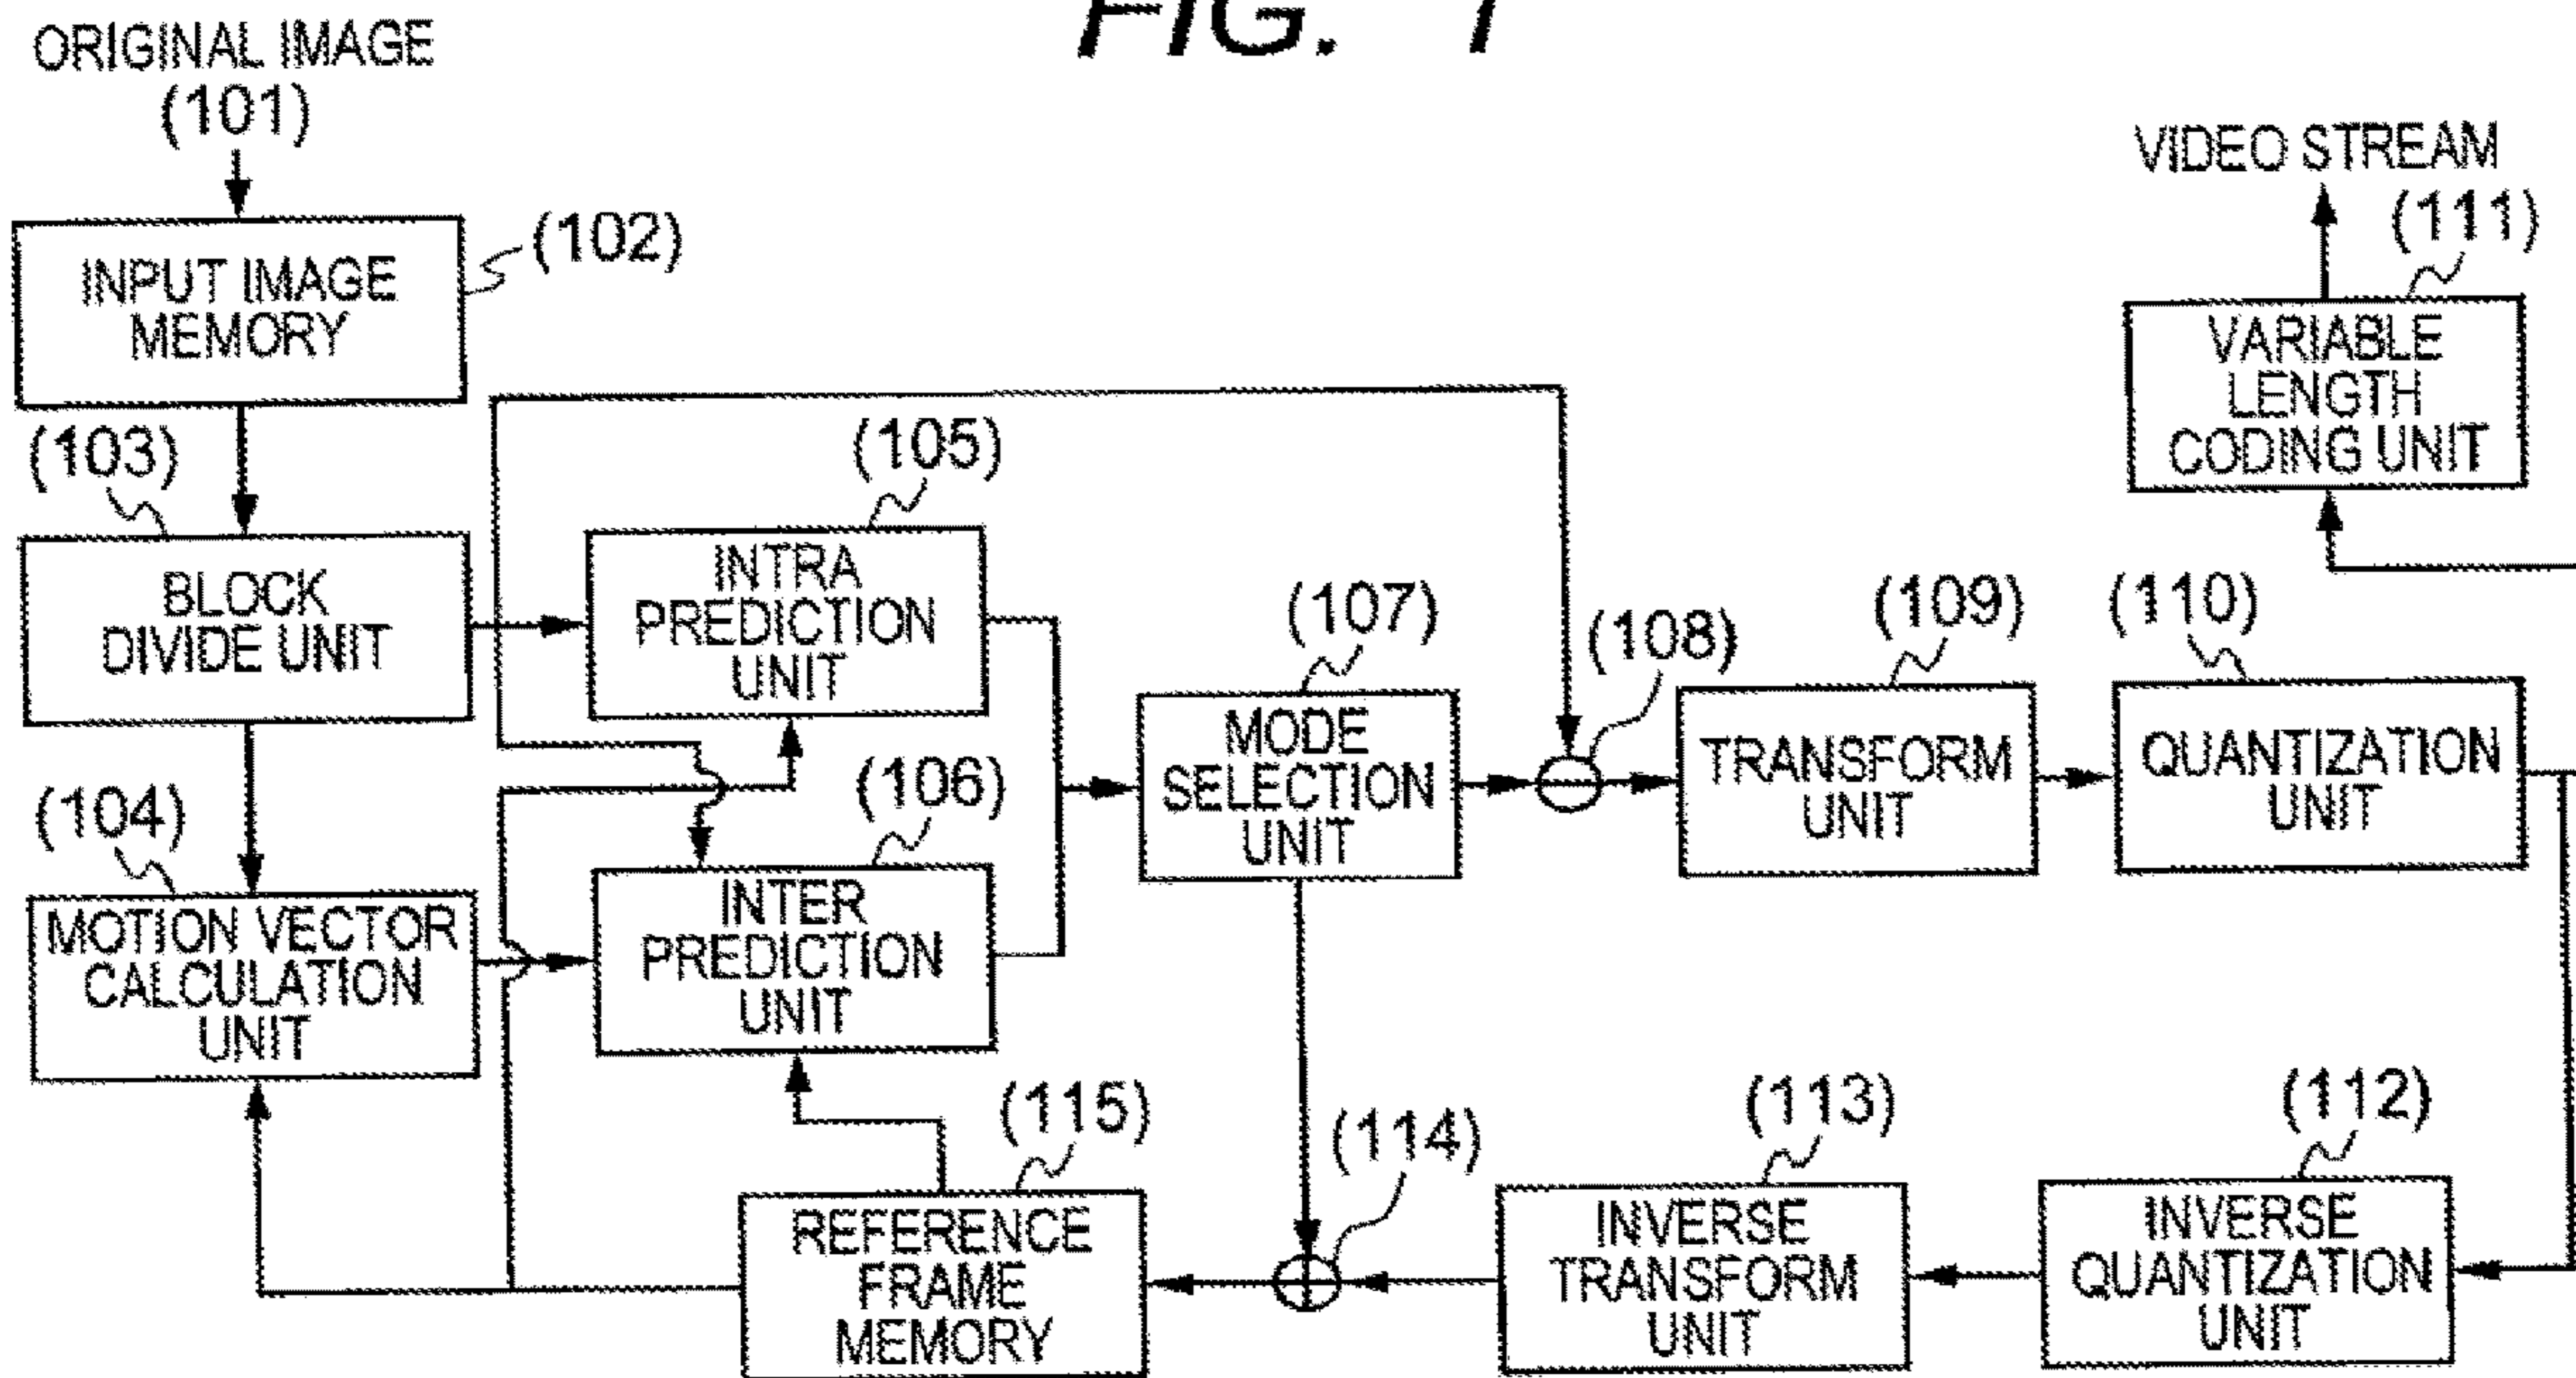 FIG. 1
ORIGINAL IMAGE
(101)
VIDEO STREAM
(111)
(102)
INPUT IMAGE
MEMORY
VARIABLE
LENGTH
CODING UNIT
(103)
(105)
BLOCK
DIVIDE UNIT
INTRA
PREDICTION
UNIT
(107)
(108)
(109)
(110)
MODE
SELECTION
UNIT
TRANSFORM
UNIT
QUANTIZATION
UNIT
(104)
(106)
MOTION VECTOR
CALCULATION
UNIT
INTER
PREDICTION
UNIT
(115)
(114)
(113)
(112)
REFERENCE
FRAME
MEMORY
INVERSE
TRANSFORM
UNIT
INVERSE
QUANTIZATION
UNIT